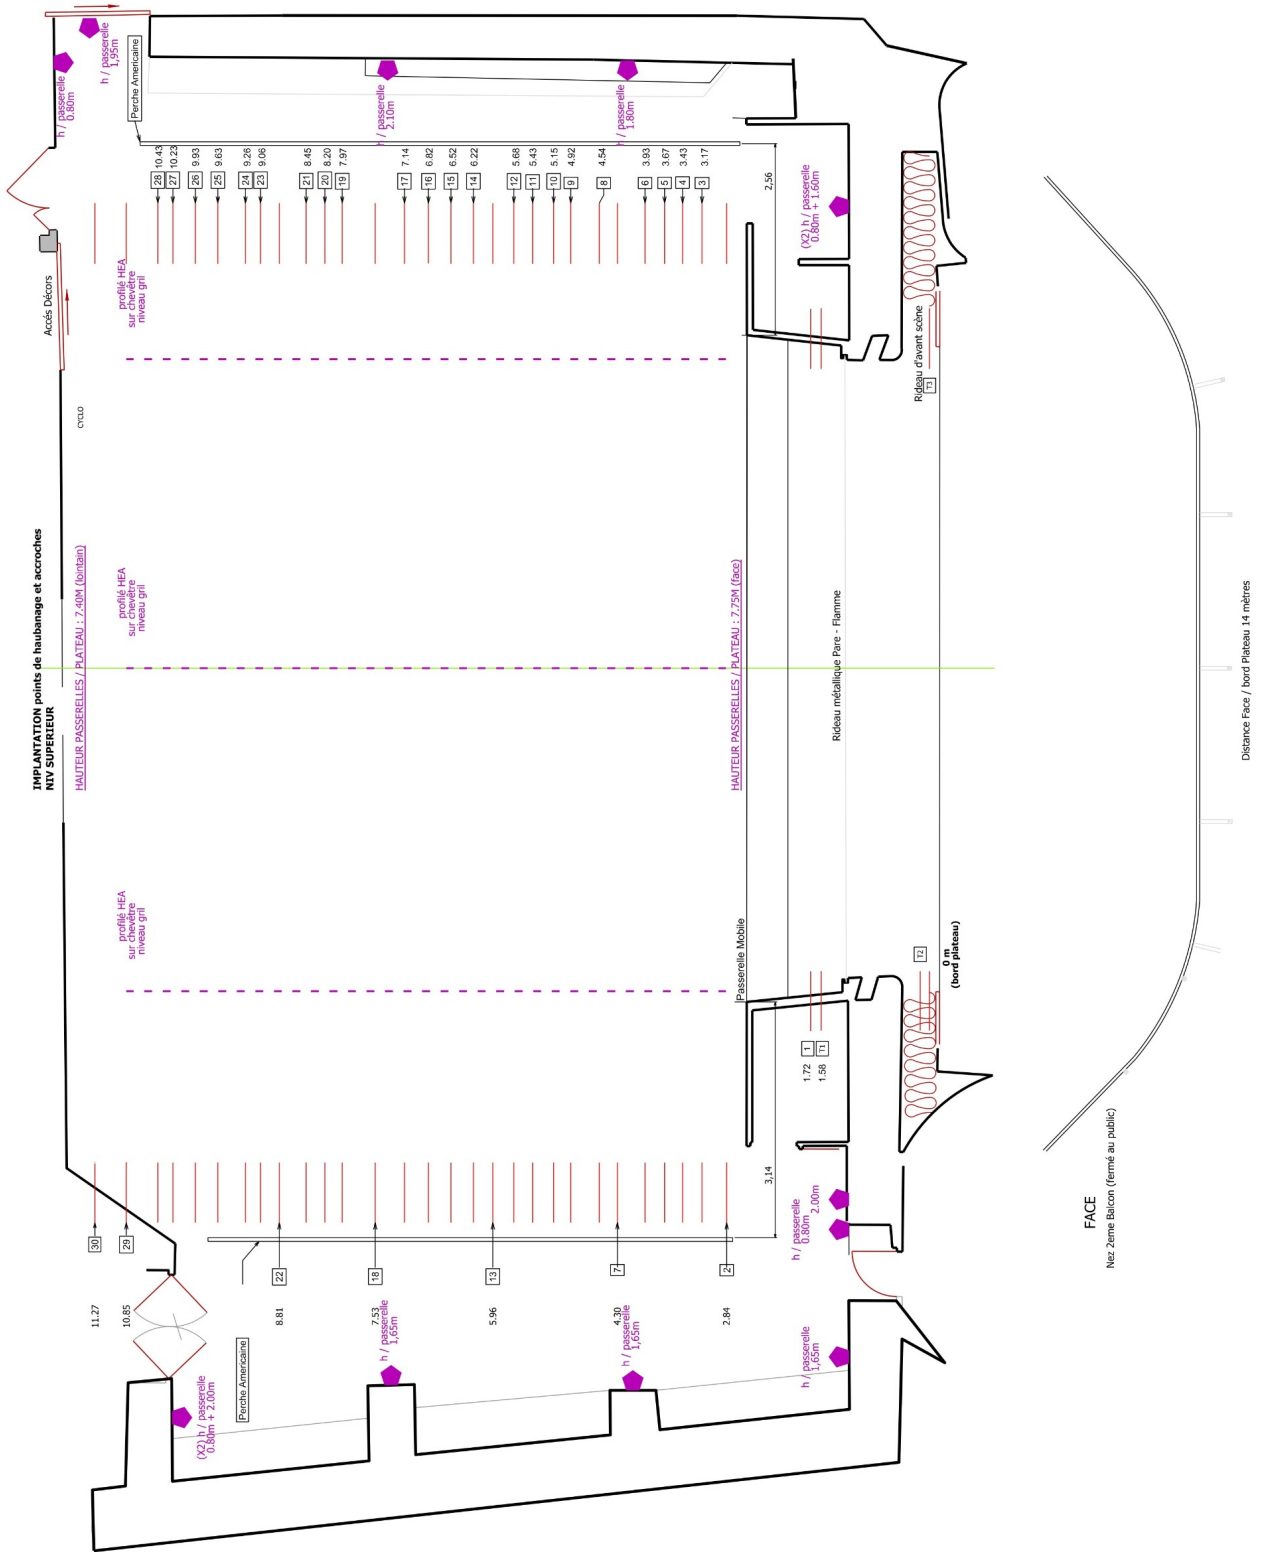 IMPLANTATION points de haubanage et accroches
NIV SUPERIEUR
HAUTEUR PASSERELLES / PLATEAU : 7.40M (lointain)
HAUTEUR PASSERELLES / PLATEAU : 7.75M (face)
Accés Décors
CYCLO
h / passerelle
0.80m
h / passerelle
1,95m
Perche Americaine
h / passerelle
2.10m
h / passerelle
1.80m
(X2) h / passerelle
0.80m + 1.60m
28 10.43
27 10.23
26 9.93
25 9.63
24 9.26
23 9.06
21 8.45
20 8.20
19 7.97
17 7.14
16 6.82
15 6.52
14 6.22
12 5.68
11 5.43
10 5.15
9 4.92
8 4.54
6 3.93
5 3.67
4 3.43
3 3.17
2,56
profilé HEA
sur chevêtre
niveau gril
profilé HEA
sur chevêtre
niveau gril
profilé HEA
sur chevêtre
niveau gril
Rideau d'avant scène
T3
Rideau métallique Pare - Flamme
Passerelle Mobile
T2
0 m
(bord plateau)
1.72 1
1.58 T1
3,14
11.27 30
10.85 29
8.81 22
7.53 18
5.96 13
4.30 7
2.84 2
Perche Americaine
(X2) h / passerelle
0.80m + 2.00m
h / passerelle
1,65m
h / passerelle
1,65m
h / passerelle
1,65m
h / passerelle
0.80m
2.00m
FACE
Nez 2eme Balcon (fermé au public)
Distance Face / bord Plateau 14 mètres